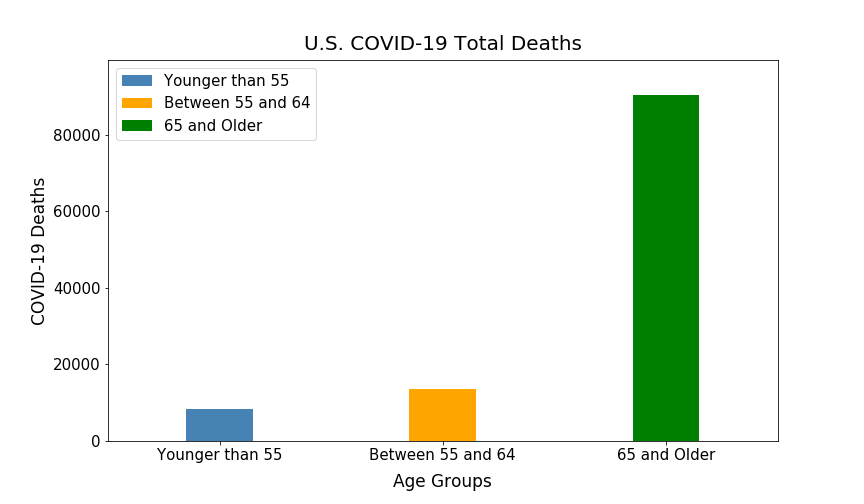 U.S. COVID-19 Total Deaths
Younger than 55
Between 55 and 64
65 and Older
COVID-19 Deaths
80000
60000
40000
20000
0
Younger than 55
Between 55 and 64
65 and Older
Age Groups